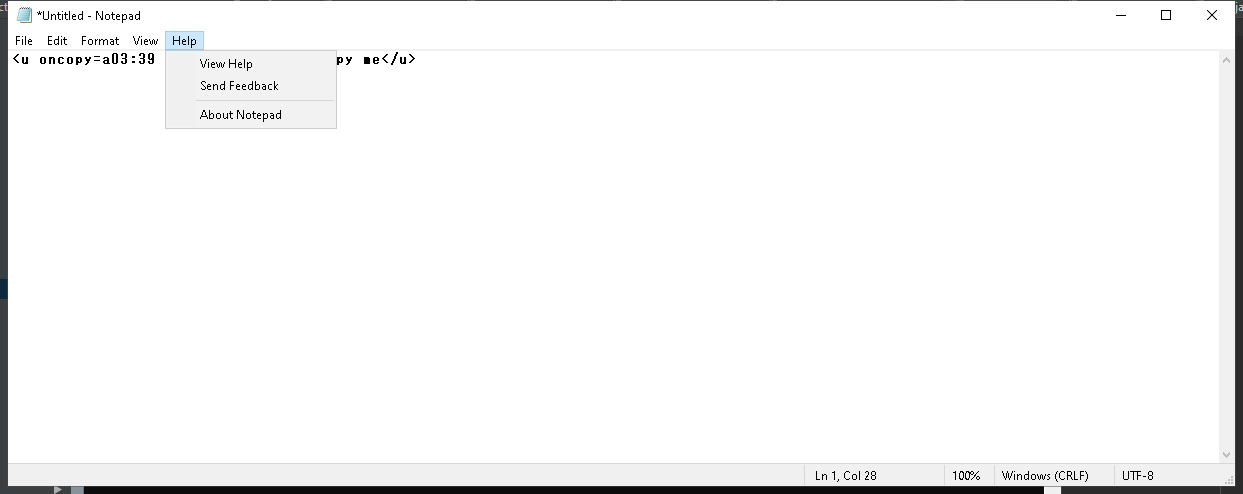 *Untitled - Notepad
File Edit Format View Help
<u oncopy=a03:39 py me</u>
View Help
Send Feedback
About Notepad
Ln 1, Col 28 100% Windows (CRLF) UTF-8